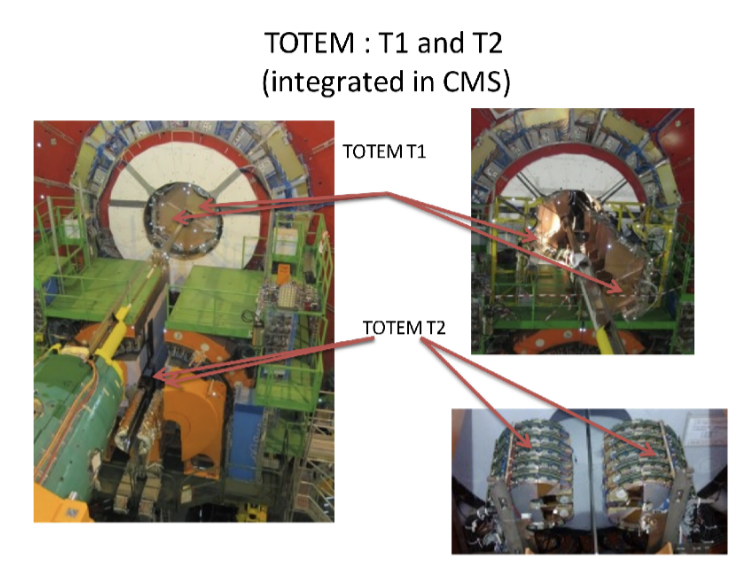 TOTEM : T1 and T2
(integrated in CMS)
TOTEM T1
TOTEM T2